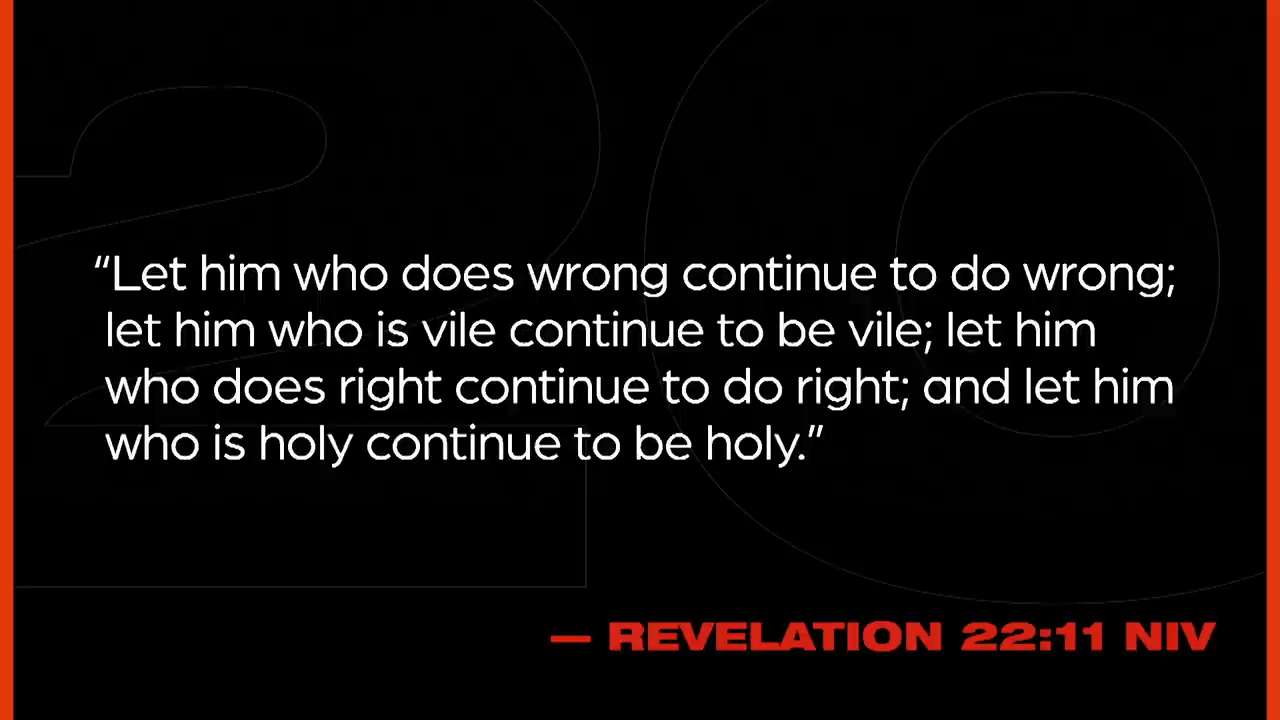 “Let him who does wrong continue to do wrong;
let him who is vile continue to be vile; let him
who does right continue to do right; and let him
who is holy continue to be holy.”
— REVELATION 22:11 NIV
20